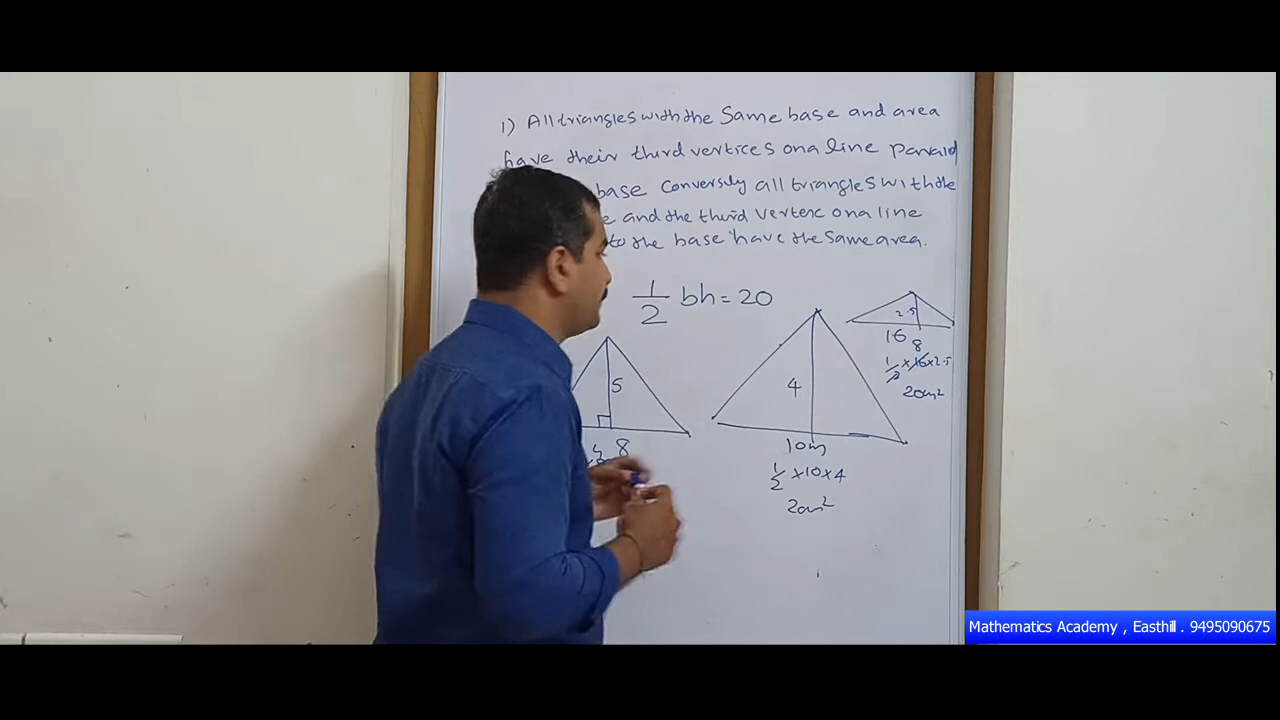 1) All triangles with the Same base and area
have their third vertices on a line parallel
base Conversly all triangles with the
and the third Vertex on a line
to the base have the same area.
1/2 bh = 20
5
8
4
10cm
1/2 ×10×4
20cm²
2.5
16
8
1/2 ×16×2.5
20cm²
Mathematics Academy , Easthill . 9495090675